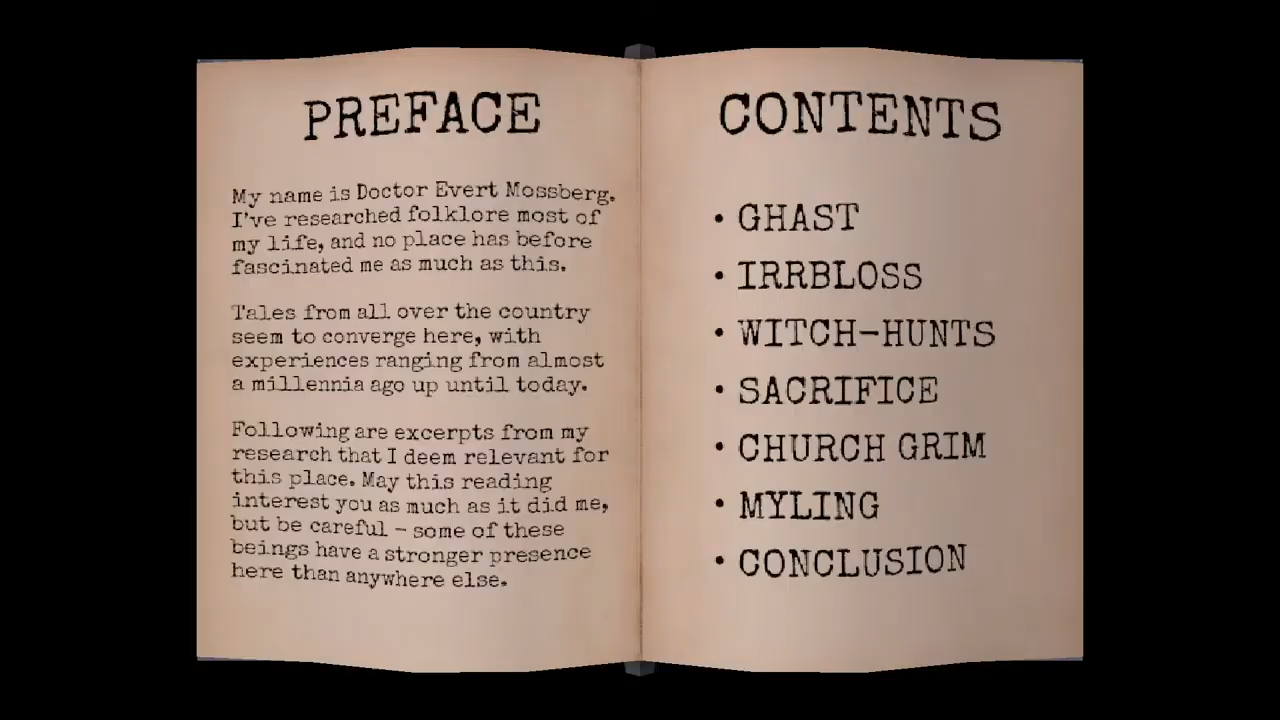 PREFACE
My name is Doctor Evert Mossberg.
I've researched folklore most of
my life, and no place has before
fascinated me as much as this.
Tales from all over the country
seem to converge here, with
experiences ranging from almost
a millennia ago up until today.
Following are excerpts from my
research that I deem relevant for
this place. May this reading
interest you as much as it did me,
but be careful - some of these
beings have a stronger presence
here than anywhere else.
CONTENTS
• GHAST
• IRRBLOSS
• WITCH-HUNTS
• SACRIFICE
• CHURCH GRIM
• MYLING
• CONCLUSION